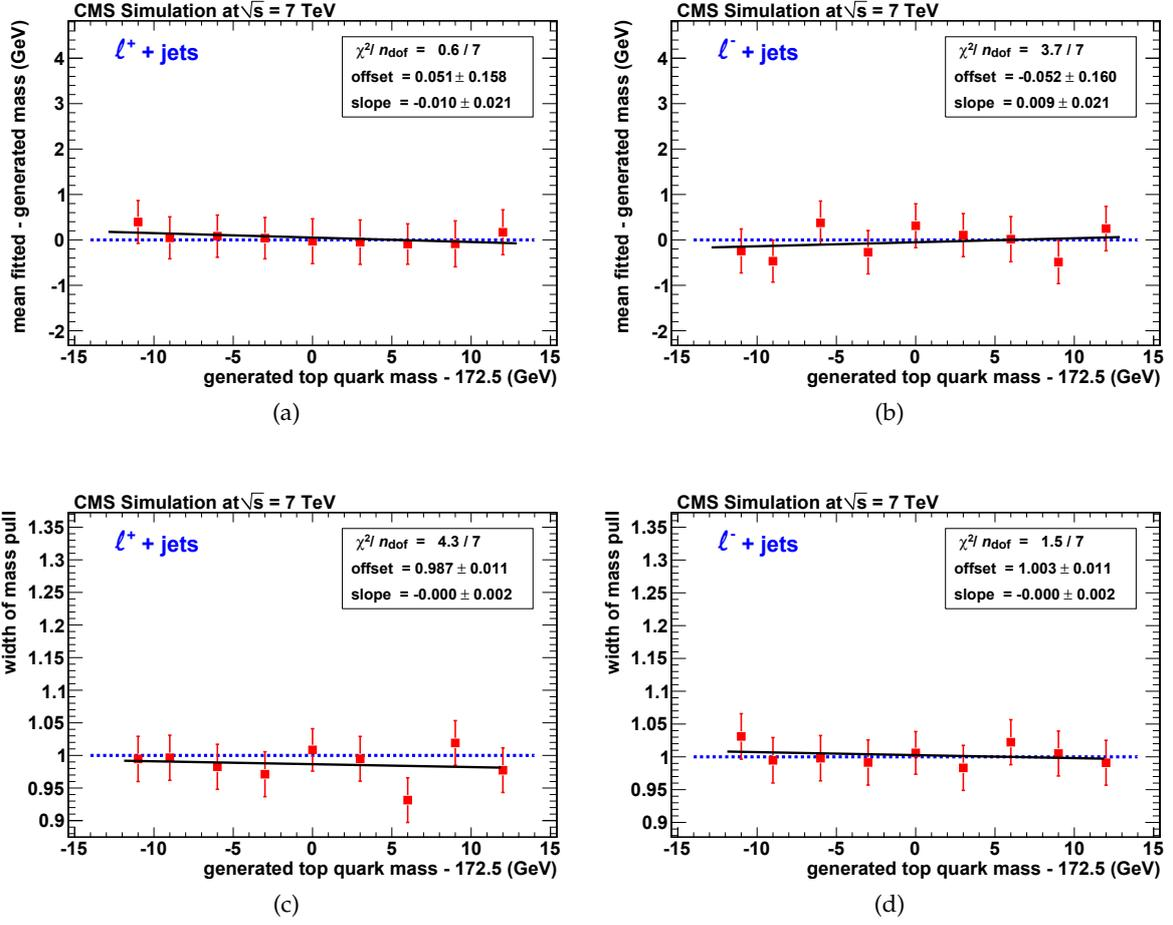 CMS Simulation at √s = 7 TeV
ℓ⁺ + jets
χ²/ n_dof = 0.6 / 7
offset = 0.051 ± 0.158
slope = -0.010 ± 0.021
mean fitted - generated mass (GeV)
4
3
2
1
0
-1
-2
-15 -10 -5 0 5 10 15
generated top quark mass - 172.5 (GeV)
(a)
CMS Simulation at √s = 7 TeV
ℓ⁻ + jets
χ²/ n_dof = 3.7 / 7
offset = -0.052 ± 0.160
slope = 0.009 ± 0.021
mean fitted - generated mass (GeV)
4
3
2
1
0
-1
-2
-15 -10 -5 0 5 10 15
generated top quark mass - 172.5 (GeV)
(b)
CMS Simulation at √s = 7 TeV
ℓ⁺ + jets
χ²/ n_dof = 4.3 / 7
offset = 0.987 ± 0.011
slope = -0.000 ± 0.002
width of mass pull
1.35
1.3
1.25
1.2
1.15
1.1
1.05
1
0.95
0.9
-15 -10 -5 0 5 10 15
generated top quark mass - 172.5 (GeV)
(c)
CMS Simulation at √s = 7 TeV
ℓ⁻ + jets
χ²/ n_dof = 1.5 / 7
offset = 1.003 ± 0.011
slope = -0.000 ± 0.002
width of mass pull
1.35
1.3
1.25
1.2
1.15
1.1
1.05
1
0.95
0.9
-15 -10 -5 0 5 10 15
generated top quark mass - 172.5 (GeV)
(d)